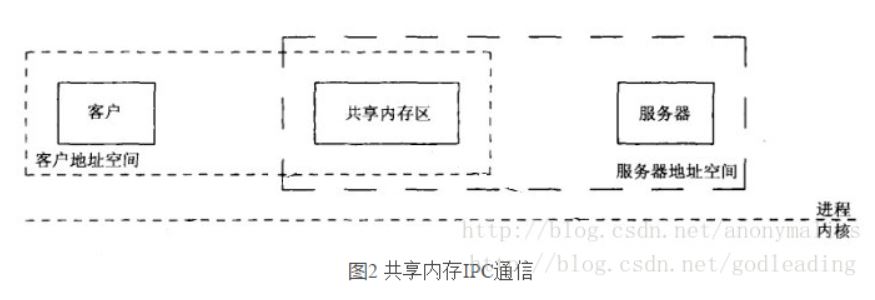 客户
共享内存区
服务器
客户地址空间
服务器地址空间
进程
内核
http://blog.csdn.net/anonymalias
图2 共享内存IPC通信
http://blog.csdn.net/godleading